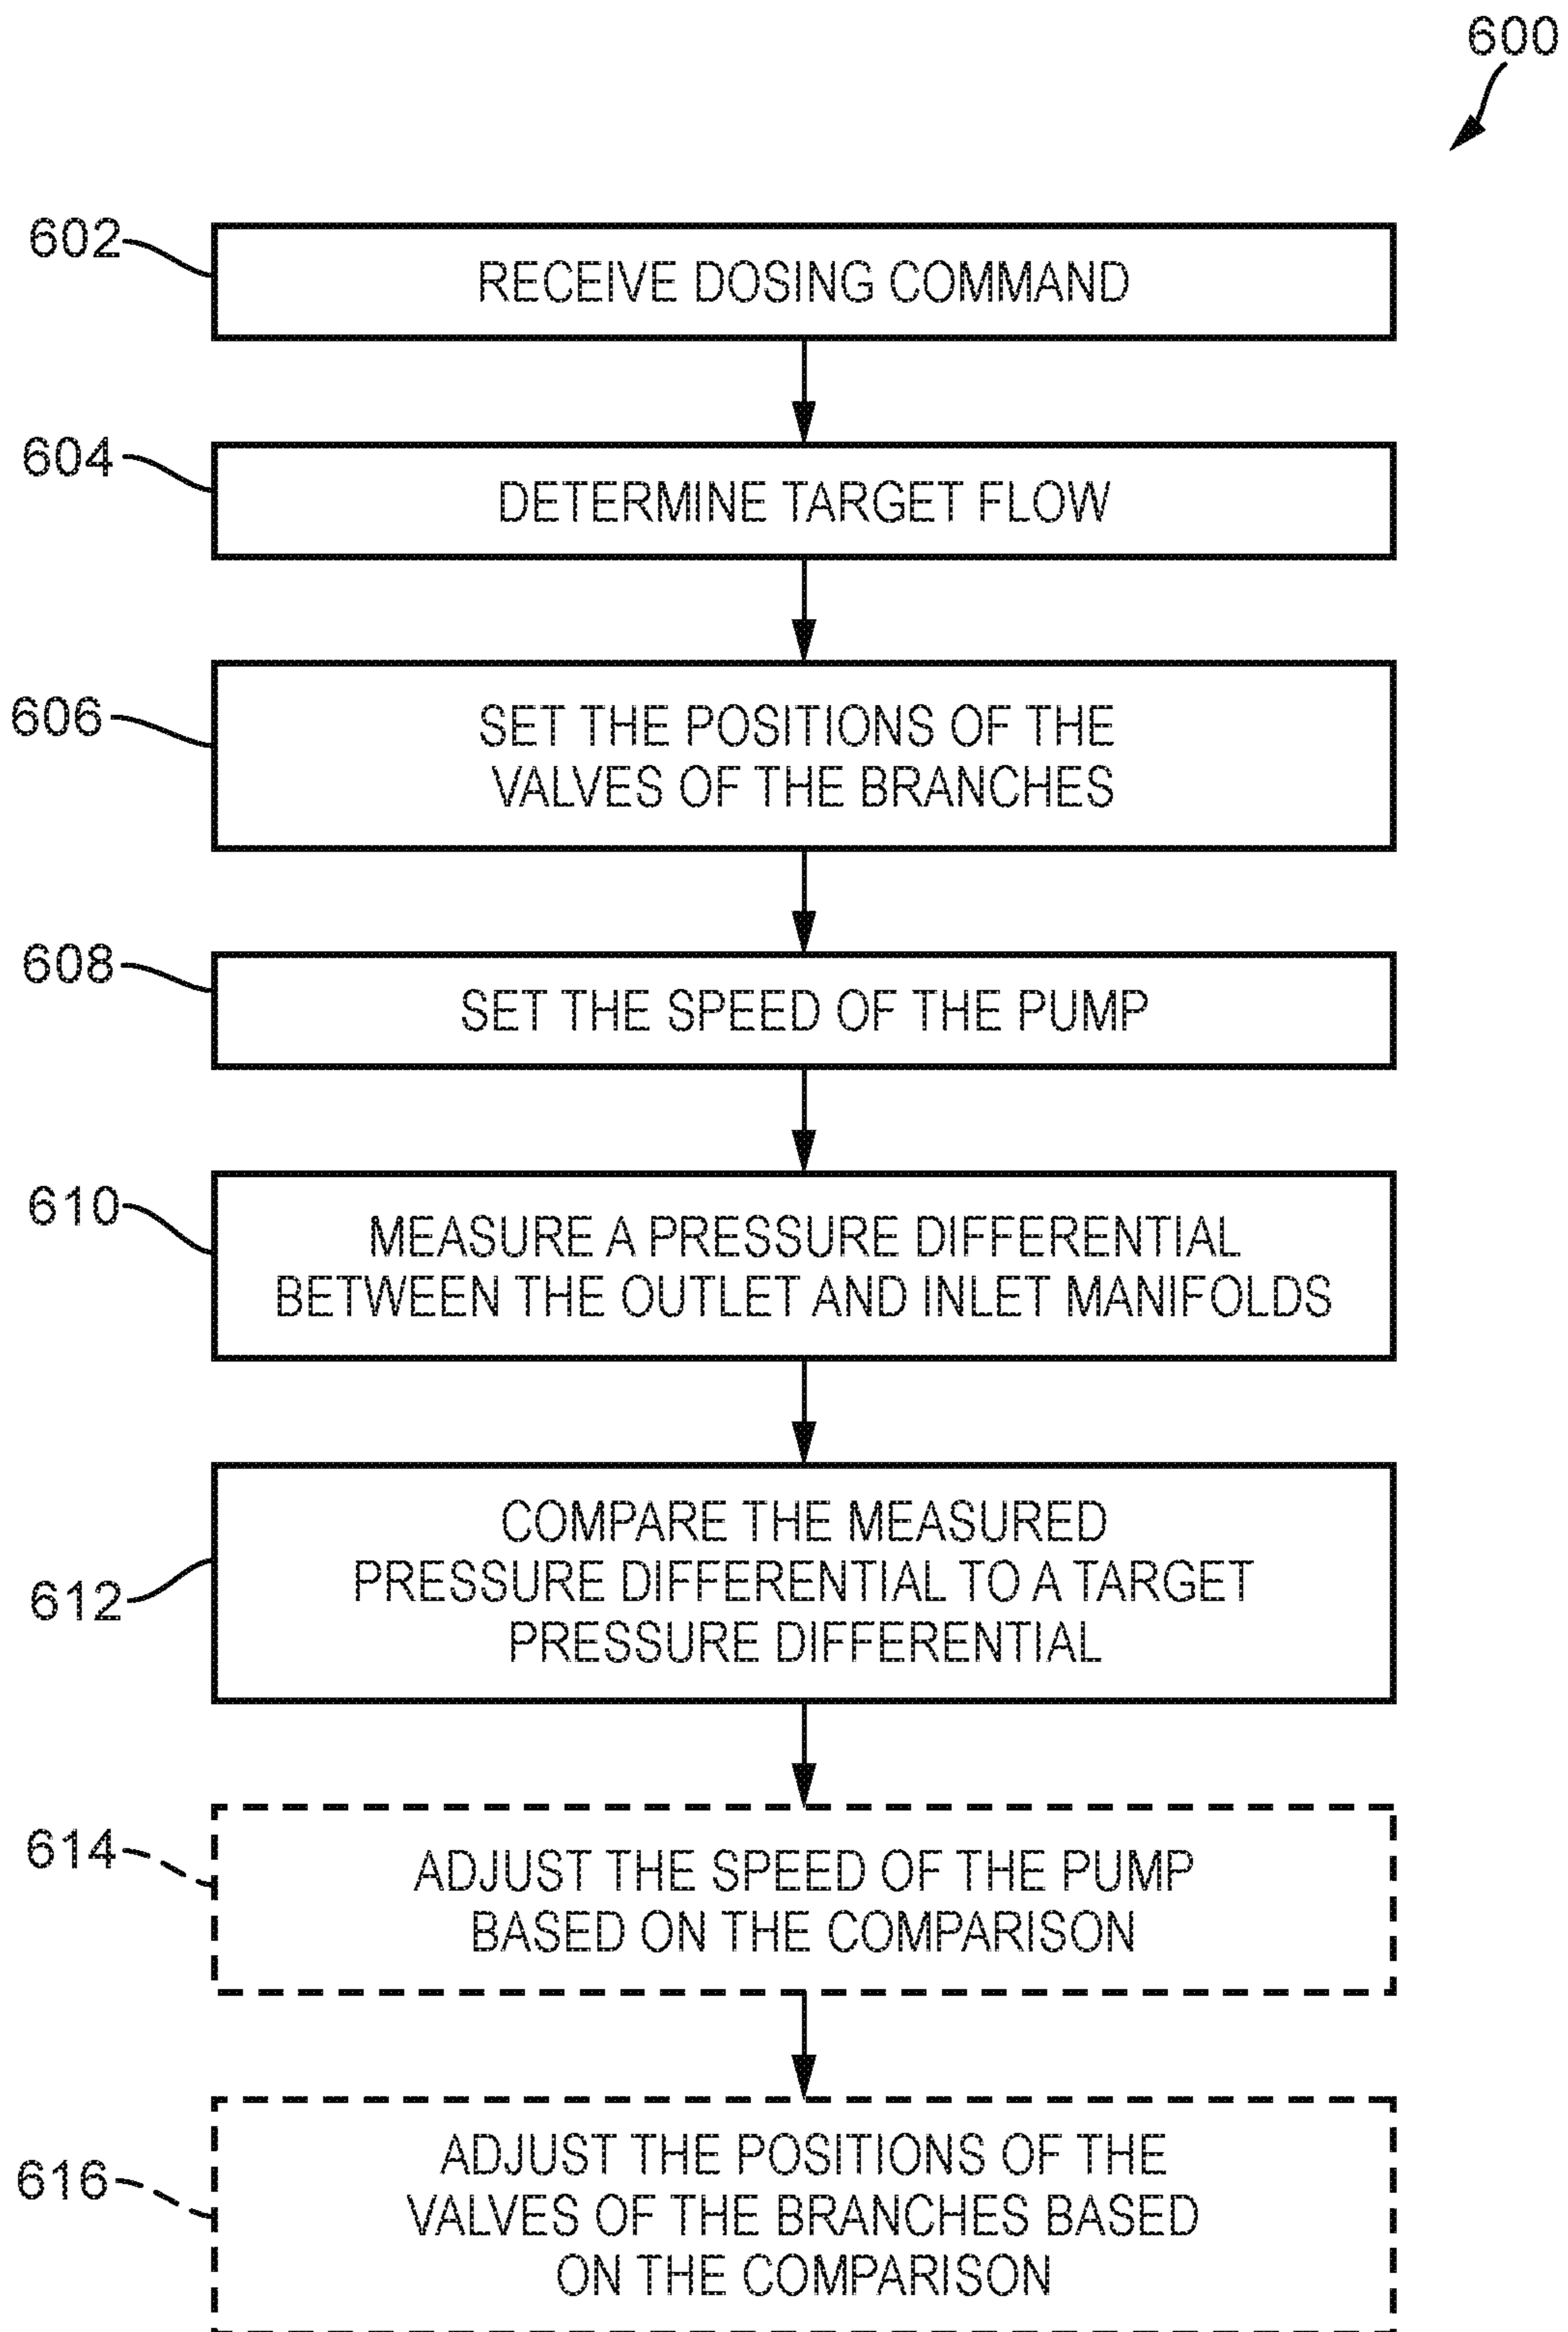 600
602
RECEIVE DOSING COMMAND
604
DETERMINE TARGET FLOW
606
SET THE POSITIONS OF THE
VALVES OF THE BRANCHES
608
SET THE SPEED OF THE PUMP
610
MEASURE A PRESSURE DIFFERENTIAL
BETWEEN THE OUTLET AND INLET MANIFOLDS
612
COMPARE THE MEASURED
PRESSURE DIFFERENTIAL TO A TARGET
PRESSURE DIFFERENTIAL
614
ADJUST THE SPEED OF THE PUMP
BASED ON THE COMPARISON
616
ADJUST THE POSITIONS OF THE
VALVES OF THE BRANCHES BASED
ON THE COMPARISON